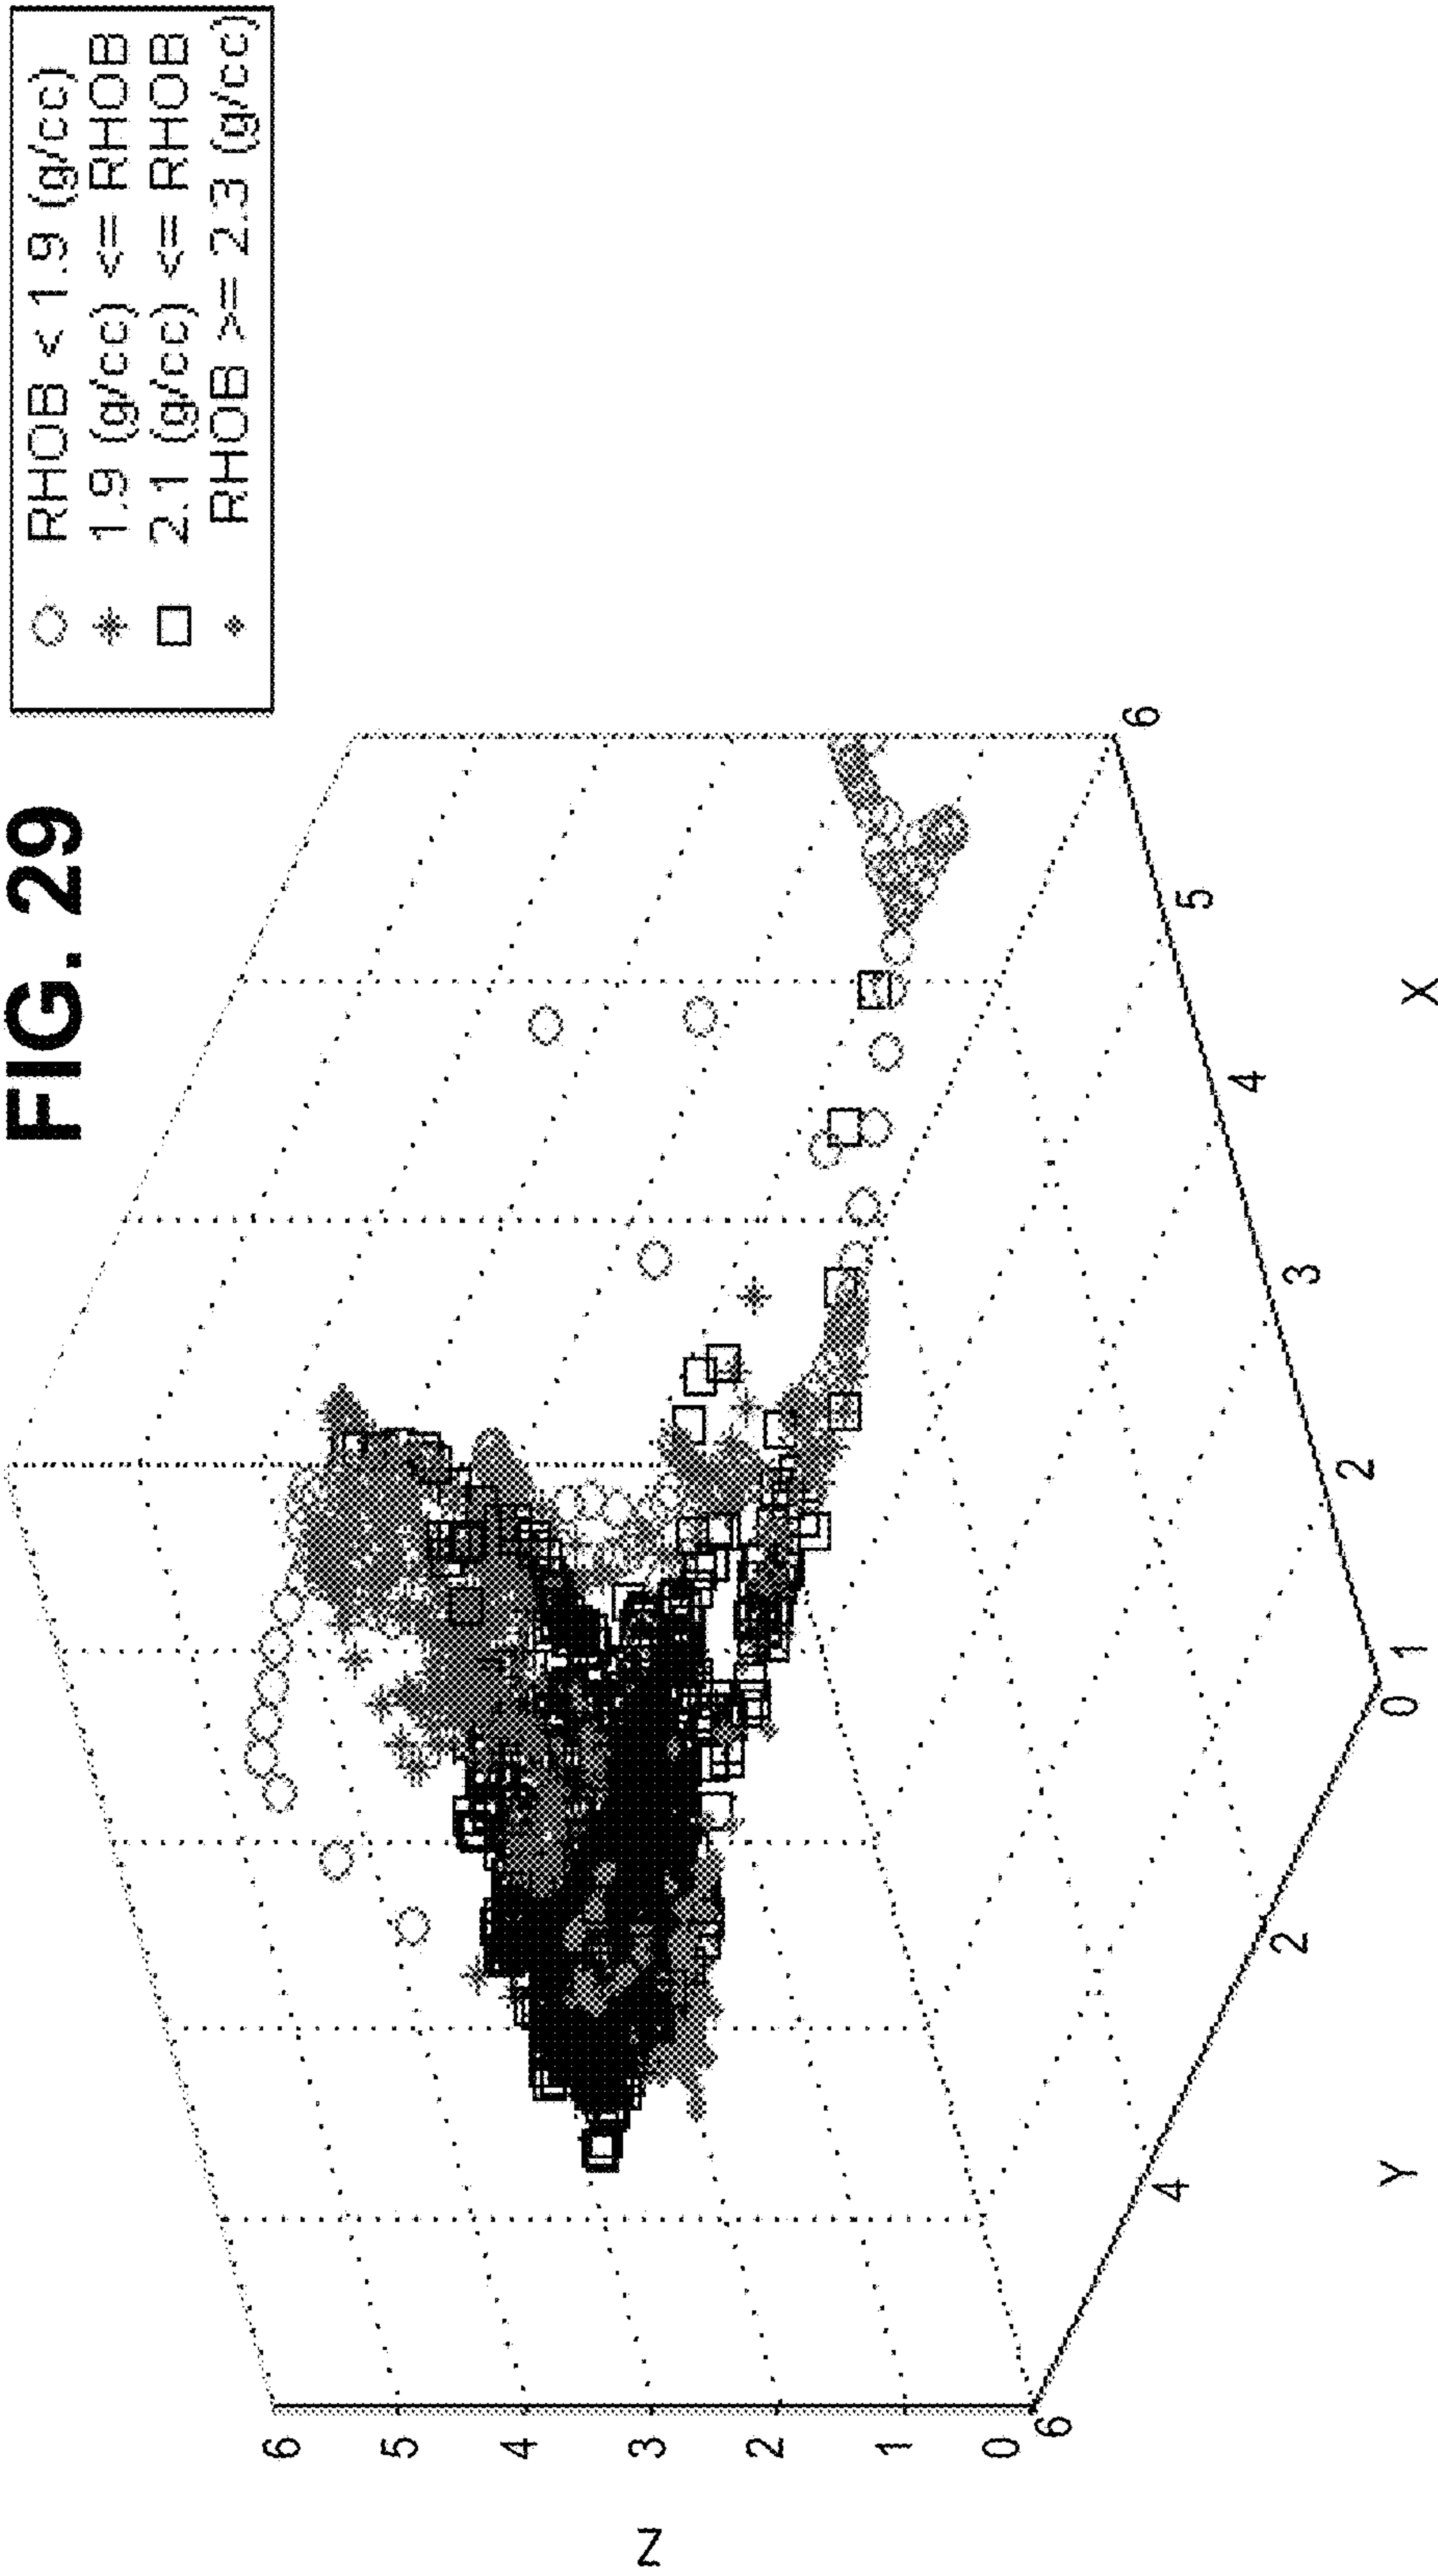 FIG. 29
RHOB < 1.9 (g/cc)
1.9 (g/cc) <= RHOB
2.1 (g/cc) <= RHOB
RHOB >= 2.3 (g/cc)
Z
6
5
4
3
2
1
0
6
4
2
0
Y
1
2
3
4
5
6
X